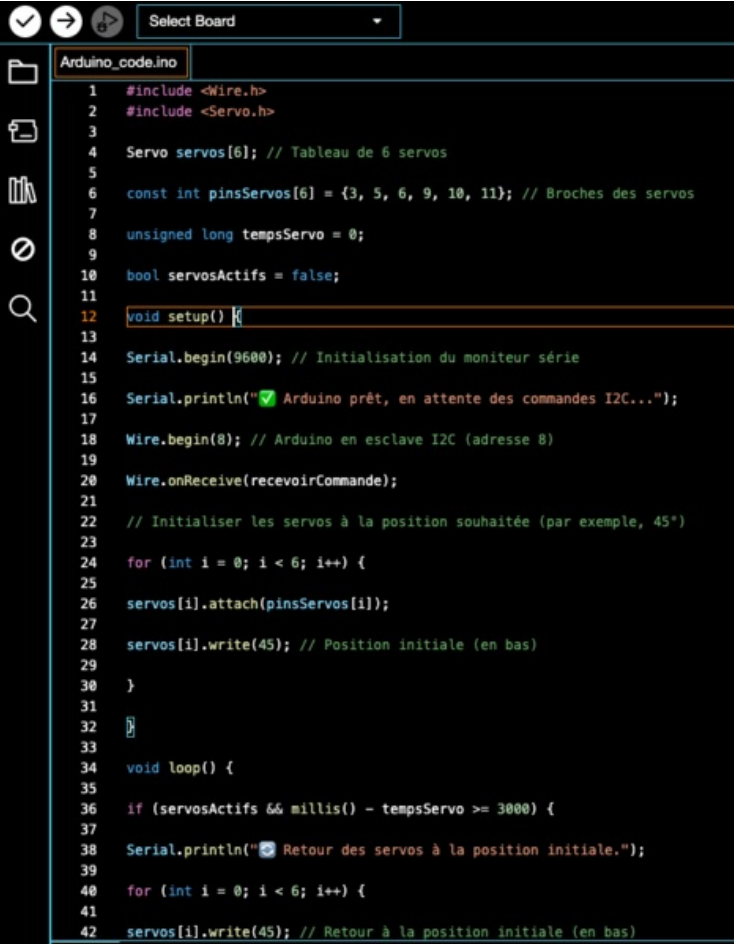 Select Board
Arduino_code.ino
1 #include <Wire.h>
2 #include <Servo.h>
3
4 Servo servos[6]; // Tableau de 6 servos
5
6 const int pinsServos[6] = {3, 5, 6, 9, 10, 11}; // Broches des servos
7
8 unsigned long tempsServo = 0;
9
10 bool servosActifs = false;
11
12 void setup() {
13
14 Serial.begin(9600); // Initialisation du moniteur série
15
16 Serial.println("✅ Arduino prêt, en attente des commandes I2C...");
17
18 Wire.begin(8); // Arduino en esclave I2C (adresse 8)
19
20 Wire.onReceive(recevoirCommande);
21
22 // Initialiser les servos à la position souhaitée (par exemple, 45°)
23
24 for (int i = 0; i < 6; i++) {
25
26 servos[i].attach(pinsServos[i]);
27
28 servos[i].write(45); // Position initiale (en bas)
29
30 }
31
32 }
33
34 void loop() {
35
36 if (servosActifs && millis() - tempsServo >= 3000) {
37
38 Serial.println("🔄 Retour des servos à la position initiale.");
39
40 for (int i = 0; i < 6; i++) {
41
42 servos[i].write(45); // Retour à la position initiale (en bas)